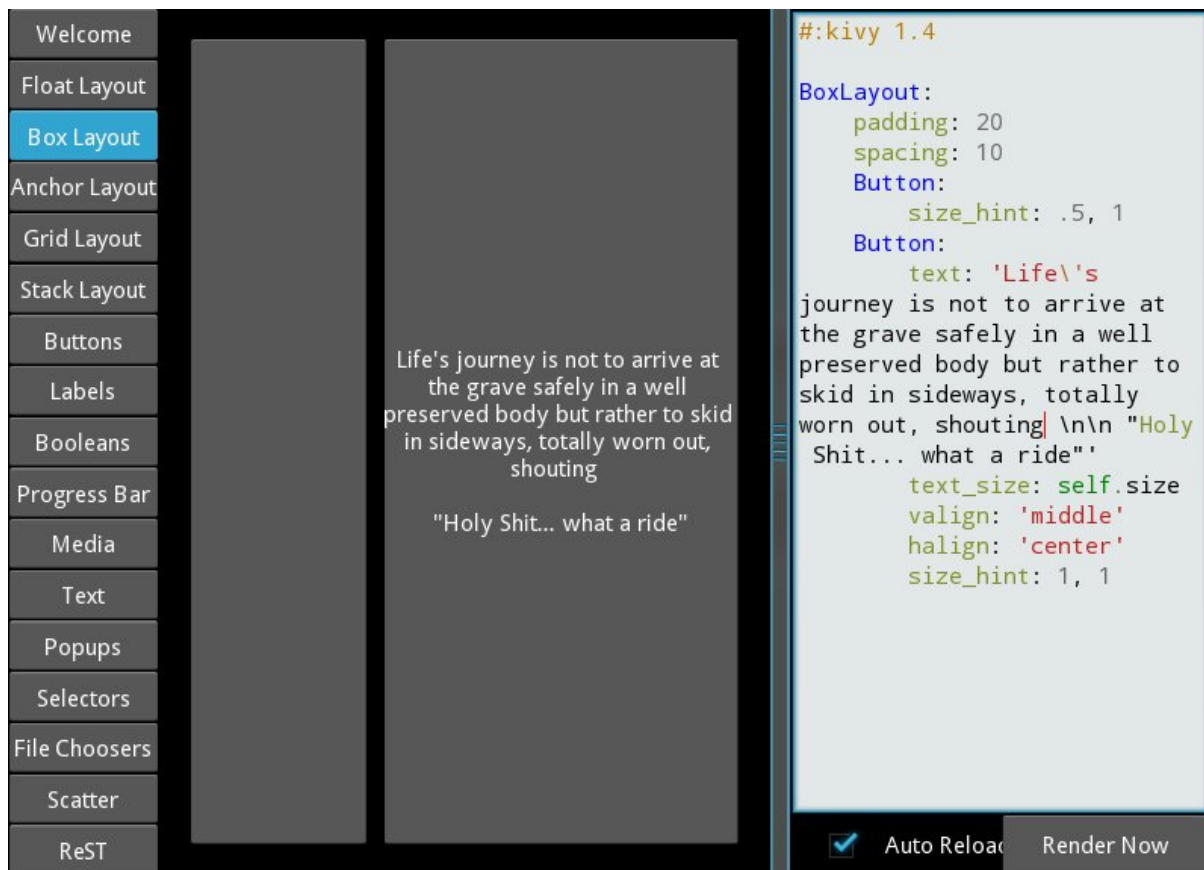 Welcome
Float Layout
Box Layout
Anchor Layout
Grid Layout
Stack Layout
Buttons
Labels
Booleans
Progress Bar
Media
Text
Popups
Selectors
File Choosers
Scatter
ReST
Life's journey is not to arrive at
the grave safely in a well
preserved body but rather to skid
in sideways, totally worn out,
shouting
"Holy Shit... what a ride"
#:kivy 1.4
BoxLayout:
    padding: 20
    spacing: 10
    Button:
        size_hint: .5, 1
    Button:
        text: 'Life\'s
journey is not to arrive at
the grave safely in a well
preserved body but rather to
skid in sideways, totally
worn out, shouting \n\n "Holy
 Shit... what a ride"'
        text_size: self.size
        valign: 'middle'
        halign: 'center'
        size_hint: 1, 1
Auto Reload
Render Now